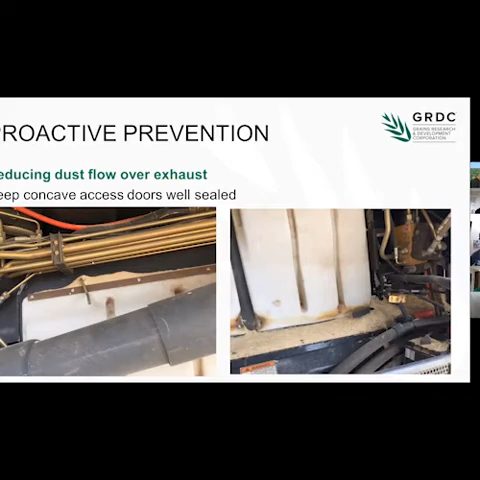 ROACTIVE PREVENTION
GRDC
GRAINS RESEARCH
& DEVELOPMENT
CORPORATION
educing dust flow over exhaust
eep concave access doors well sealed